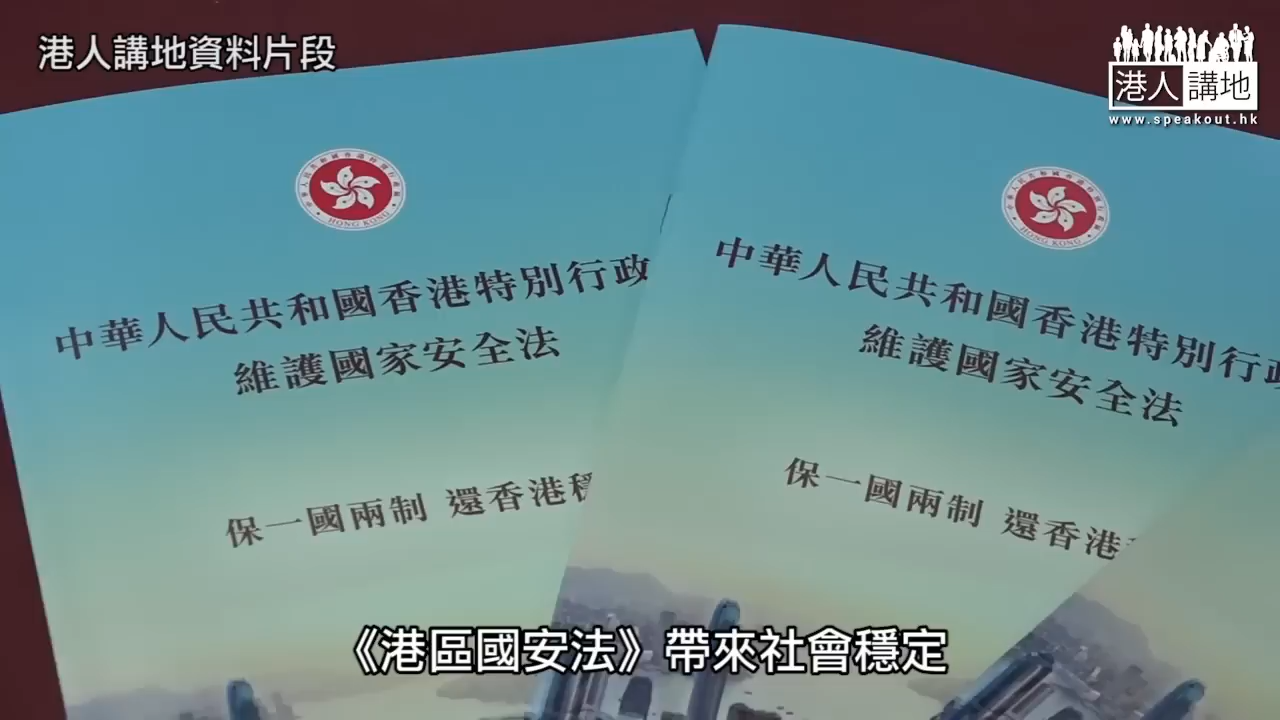 港人講地資料片段
港人講地
www.speakout.hk
HONG KONG
中華人民共和國香港特別行政
維護國家安全法
保一國兩制 還香港
HONG KONG
中華人民共和國香港特別行
維護國家安全法
保一國兩制 還香港
《港區國安法》帶來社會穩定